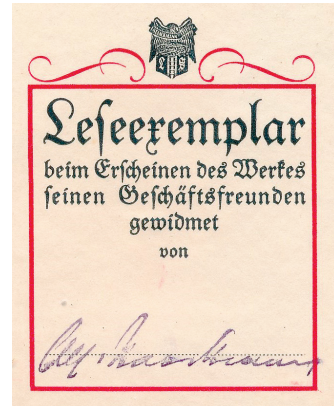 Leseexemplar
beim Erscheinen des Werkes
seinen Geschäftsfreunden
gewidmet
von